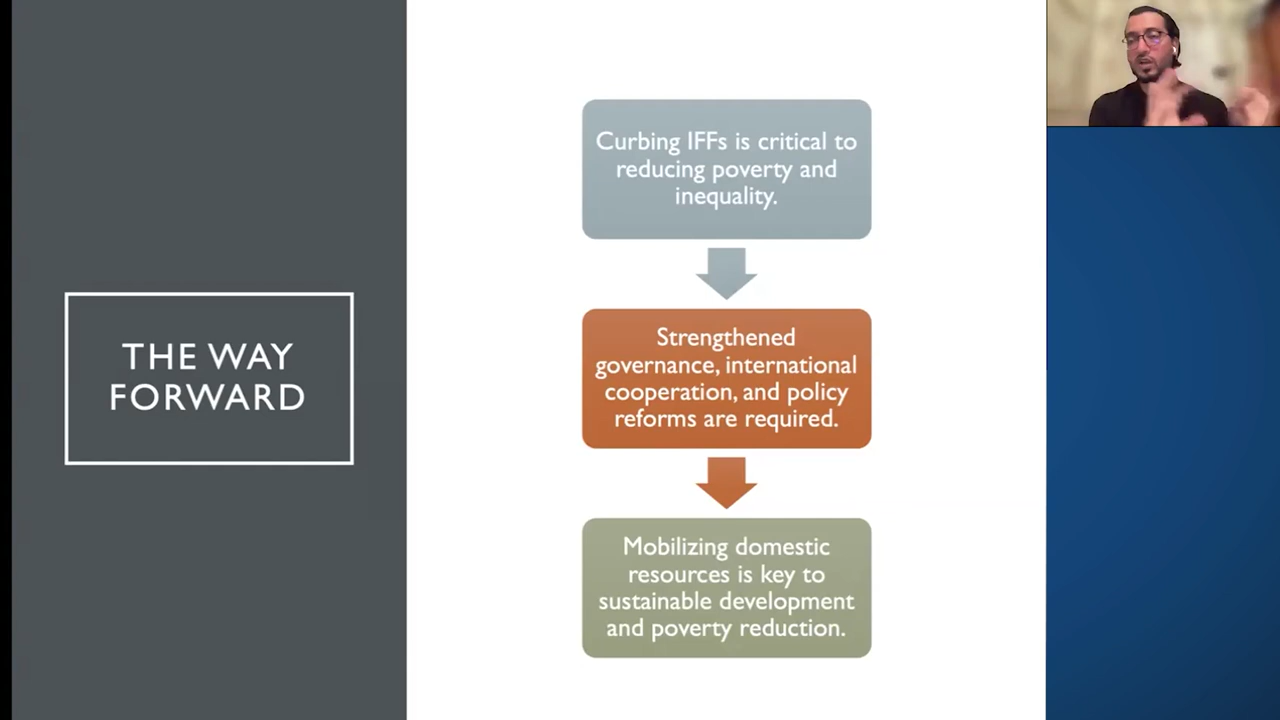 THE WAY
FORWARD
Curbing IFFs is critical to
reducing poverty and
inequality.
Strengthened
governance, international
cooperation, and policy
reforms are required.
Mobilizing domestic
resources is key to
sustainable development
and poverty reduction.